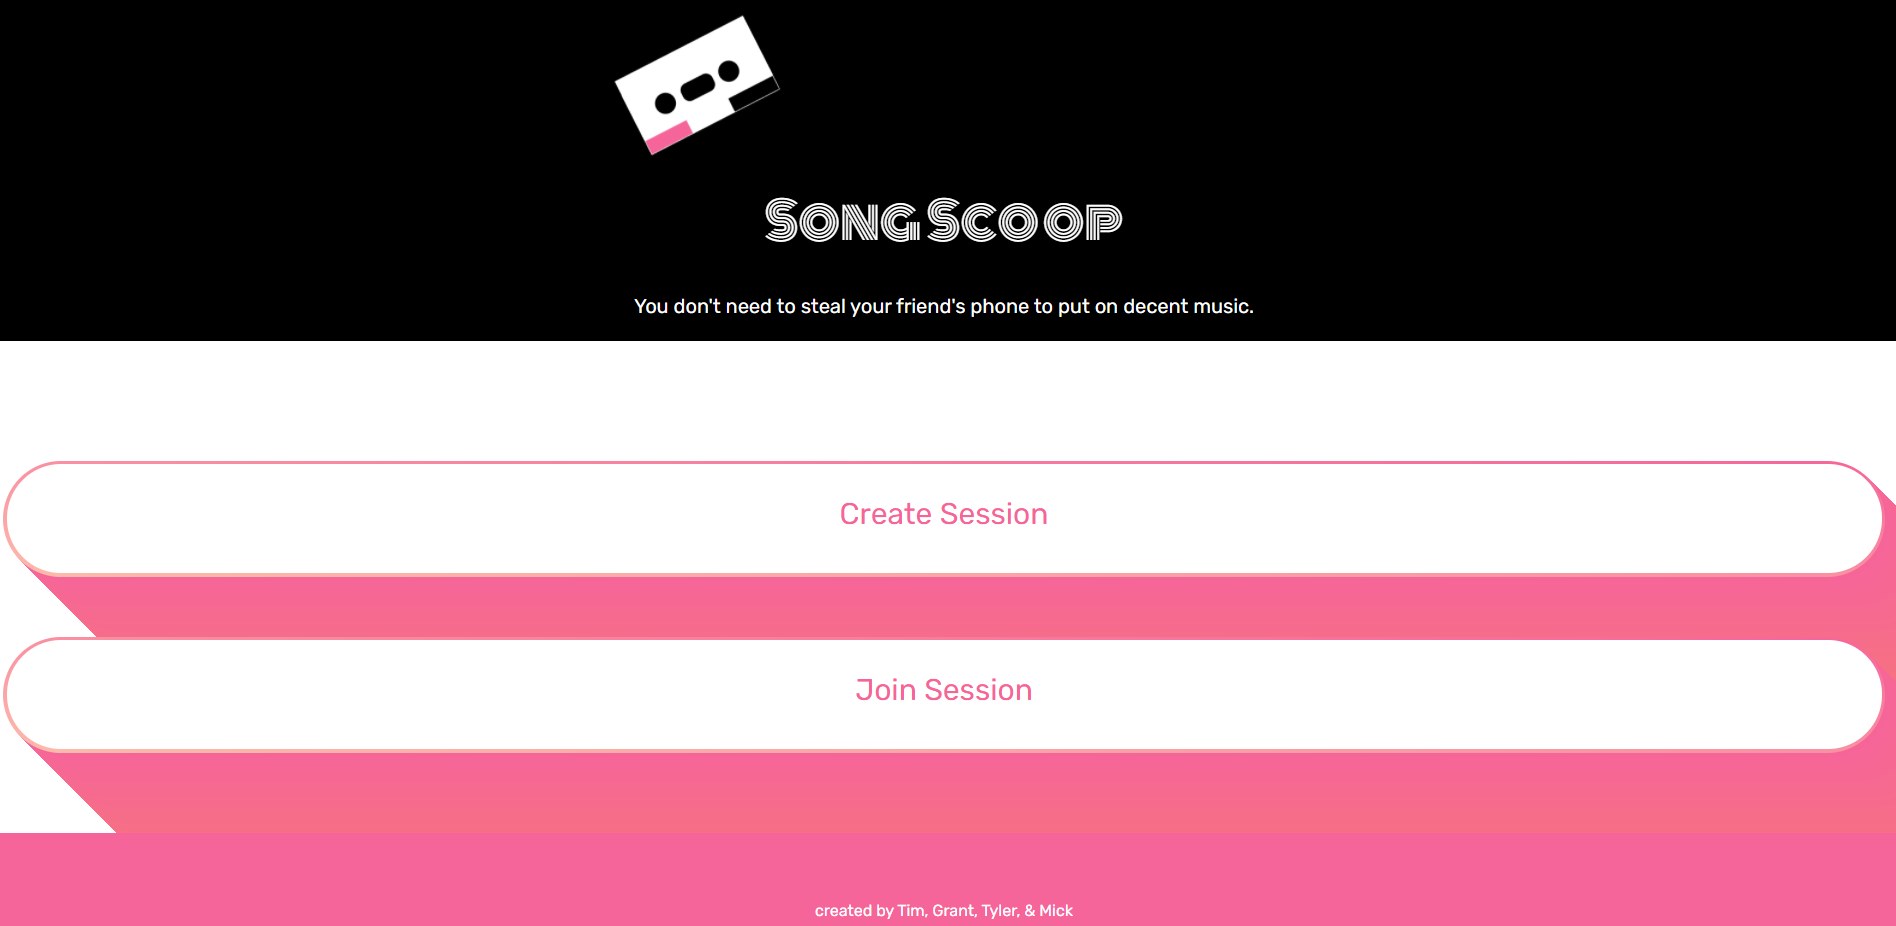 Song Scoop
You don't need to steal your friend's phone to put on decent music.
Create Session
Join Session
created by Tim, Grant, Tyler, & Mick